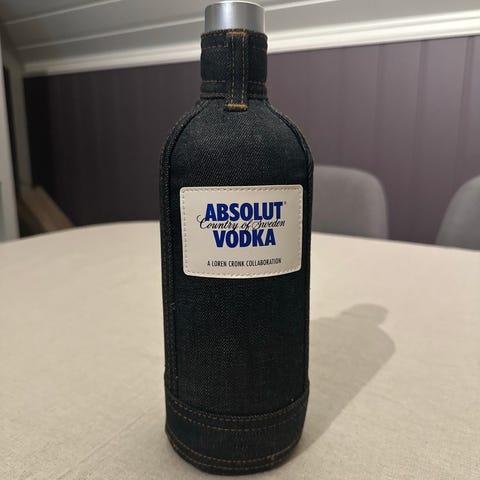 ABSOLUT®
Country of Sweden
VODKA
A LOREN CRONK COLLABORATION